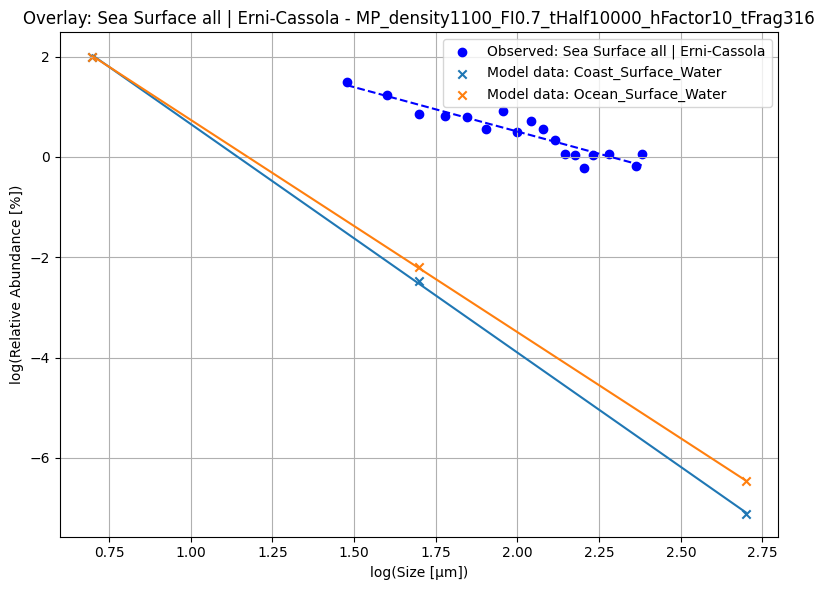 Overlay: Sea Surface all | Erni-Cassola - MP_density1100_FI0.7_tHalf10000_hFactor10_tFrag316
Observed: Sea Surface all | Erni-Cassola
Model data: Coast_Surface_Water
Model data: Ocean_Surface_Water
log(Relative Abundance [%])
2
0
−2
−4
−6
0.75 1.00 1.25 1.50 1.75 2.00 2.25 2.50 2.75
log(Size [µm])